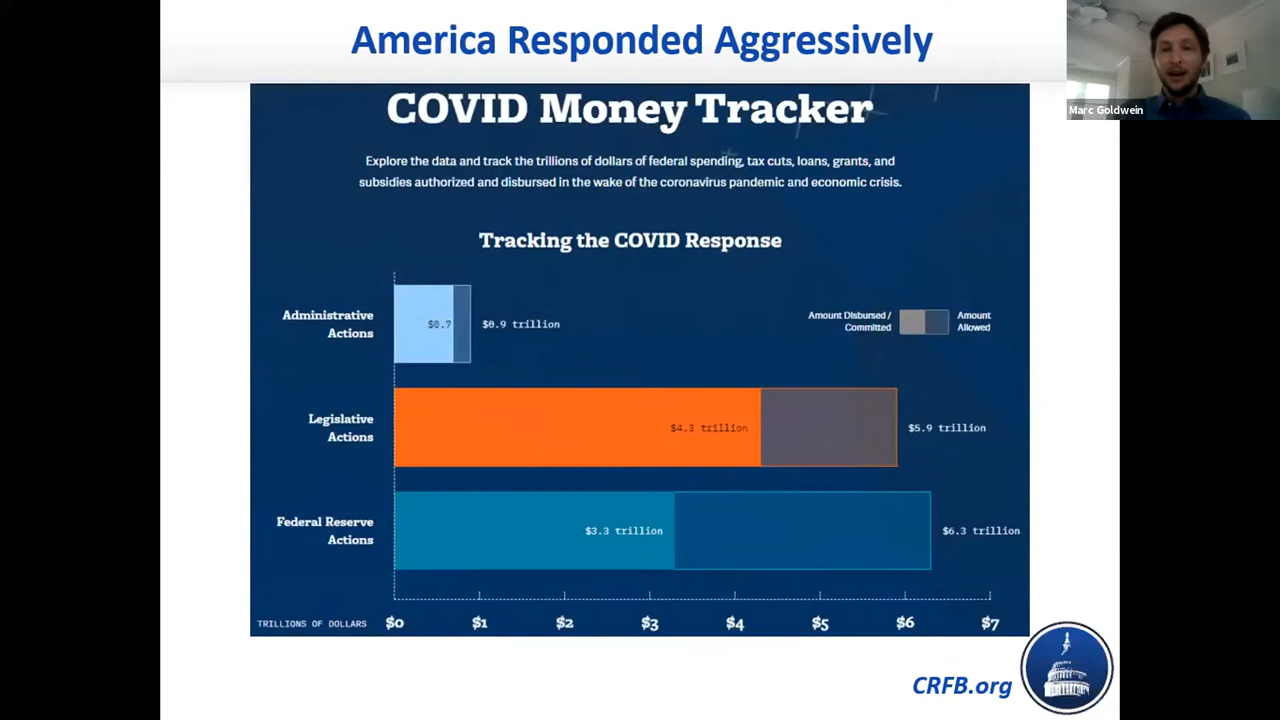 America Responded Aggressively
Marc Goldwein
COVID Money Tracker
Explore the data and track the trillions of dollars of federal spending, tax cuts, loans, grants, and
subsidies authorized and disbursed in the wake of the coronavirus pandemic and economic crisis.
Tracking the COVID Response
Administrative
Actions
$0.7
$0.9 trillion
Amount Disbursed /
Committed
Amount
Allowed
Legislative
Actions
$4.3 trillion
$5.9 trillion
Federal Reserve
Actions
$3.3 trillion
$6.3 trillion
TRILLIONS OF DOLLARS
$0 $1 $2 $3 $4 $5 $6 $7
CRFB.org